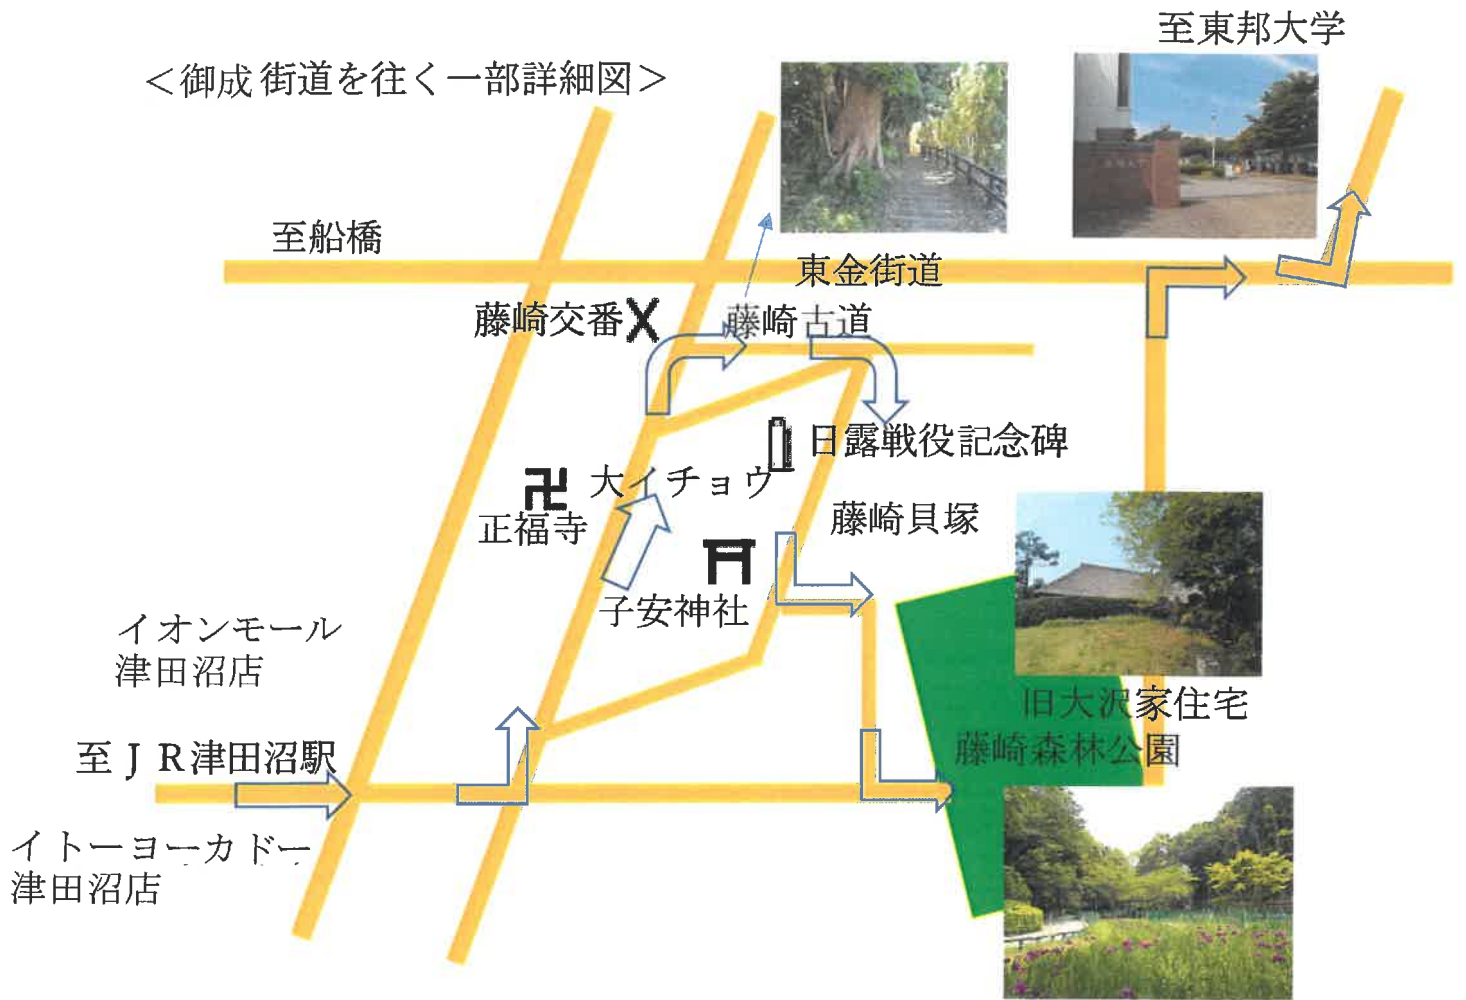 至東邦大学
＜御成街道を往く一部詳細図＞
至船橋
東金街道
藤崎交番
藤崎古道
日露戦役記念碑
大イチョウ
正福寺
藤崎貝塚
子安神社
イオンモール
津田沼店
旧大沢家住宅
藤崎森林公園
至ＪＲ津田沼駅
イトーヨーカドー
津田沼店